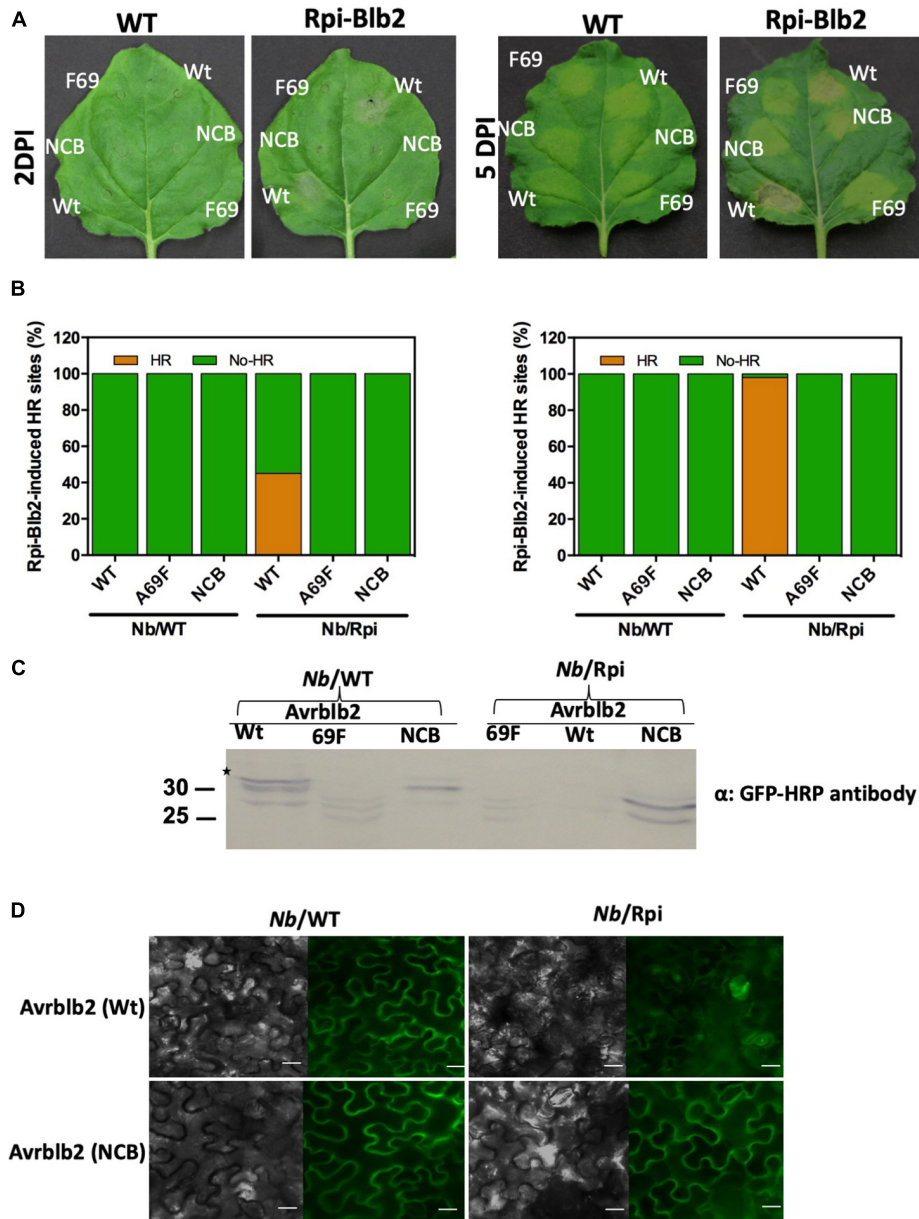 A
WT
Rpi-Blb2
WT
Rpi-Blb2
2DPI
F69
Wt
NCB
NCB
Wt
F69
F69
Wt
NCB
NCB
Wt
F69
5 DPI
F69
Wt
NCB
NCB
Wt
F69
F69
Wt
NCB
NCB
Wt
F69
B
Rpi-Blb2-induced HR sites (%)
120
100
80
60
40
20
0
HR No-HR
WT A69F NCB WT A69F NCB
Nb/WT Nb/Rpi
Rpi-Blb2-induced HR sites (%)
120
100
80
60
40
20
0
HR No-HR
WT A69F NCB WT A69F NCB
Nb/WT Nb/Rpi
C
Nb/WT Nb/Rpi
Avrblb2 Avrblb2
Wt 69F NCB 69F Wt NCB
★
30
25
α: GFP-HRP antibody
D
Nb/WT Nb/Rpi
Avrblb2 (Wt)
Avrblb2 (NCB)